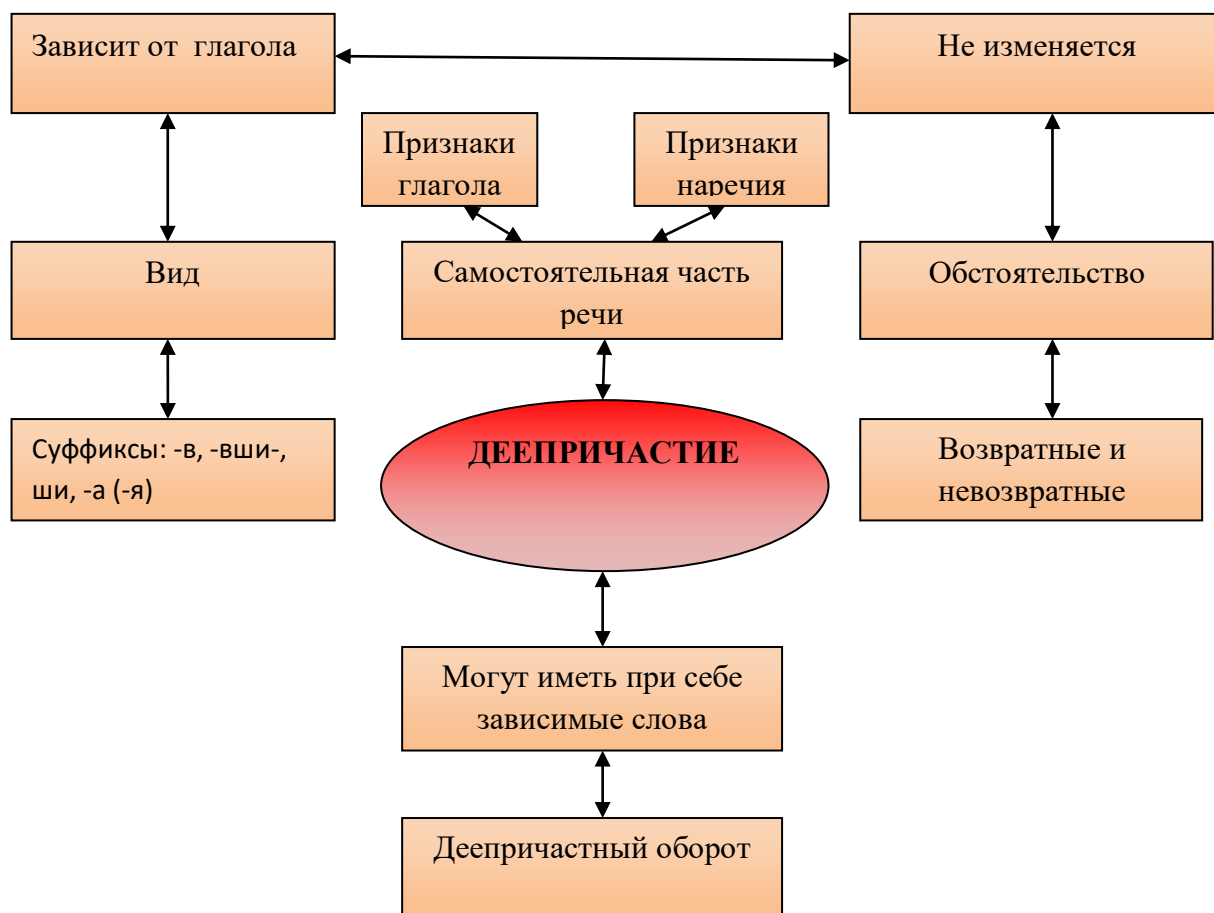 Зависит от глагола
Не изменяется
Признаки
глагола
Признаки
наречия
Вид
Самостоятельная часть
речи
Обстоятельство
Суффиксы: -в, -вши-,
ши, -а (-я)
ДЕЕПРИЧАСТИЕ
Возвратные и
невозвратные
Могут иметь при себе
зависимые слова
Деепричастный оборот